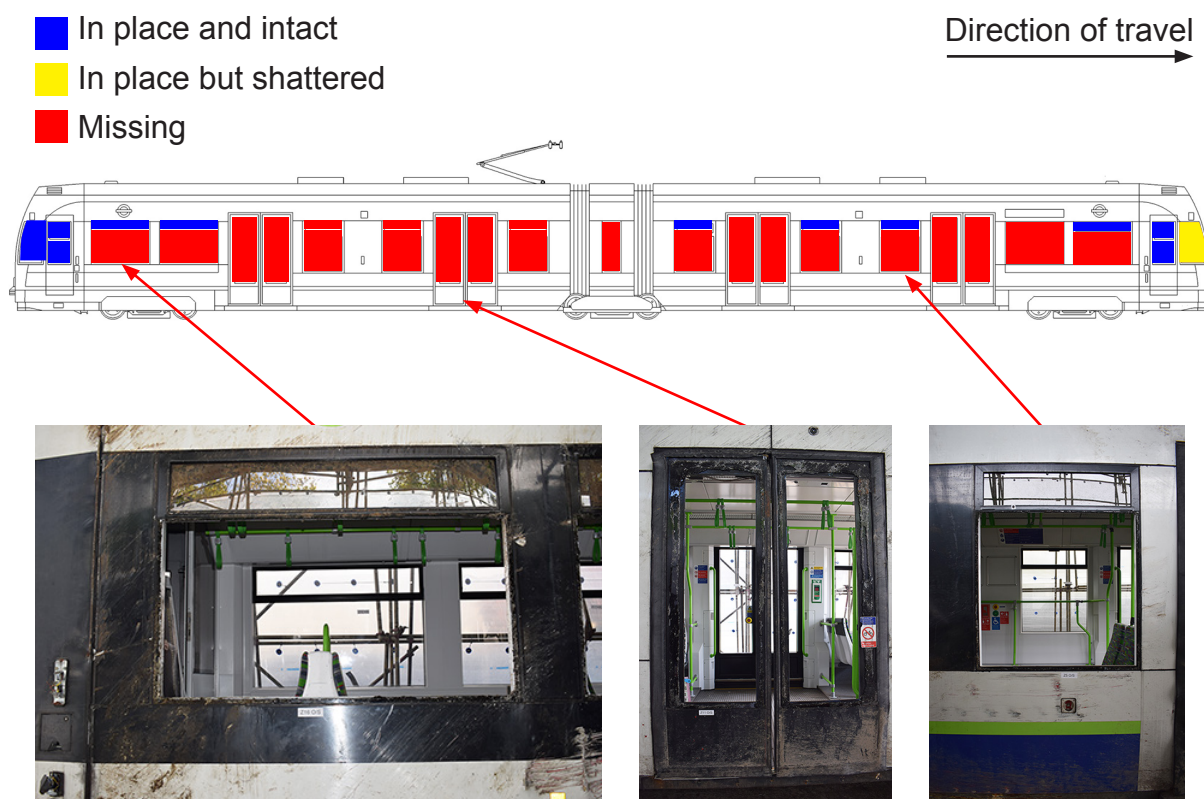 In place and intact
In place but shattered
Missing
Direction of travel